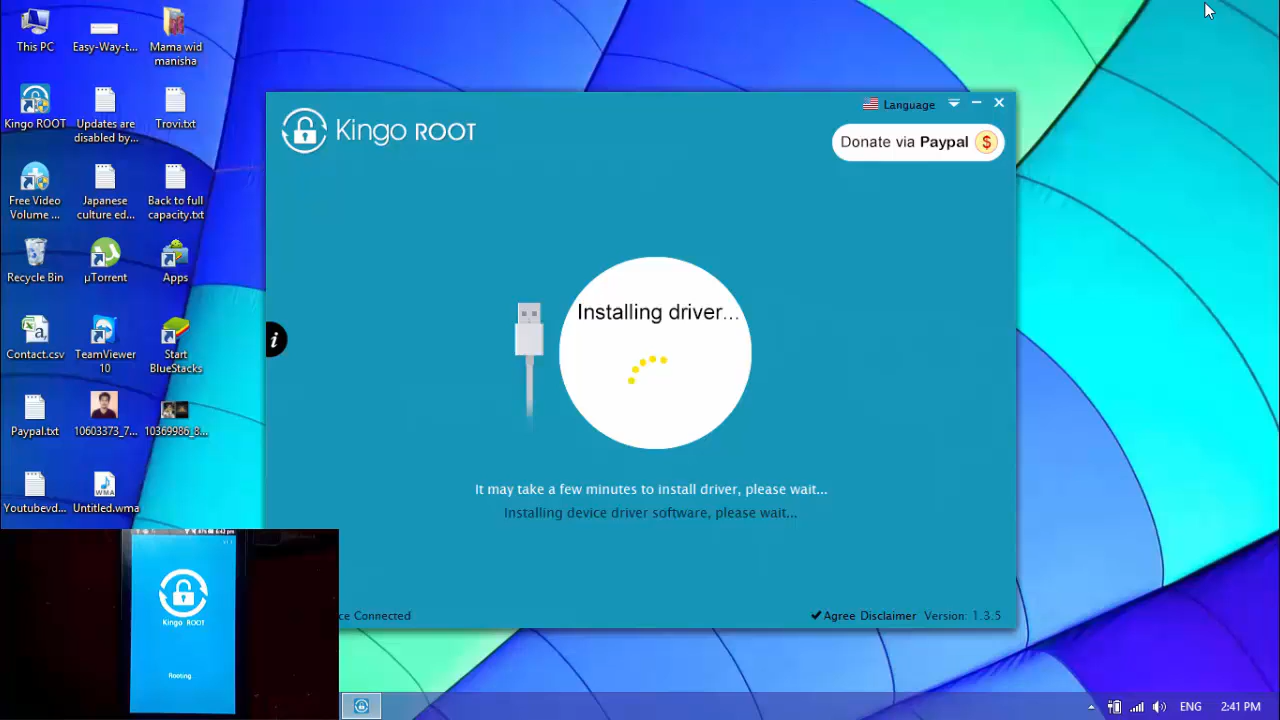 This PC
Easy-Way-t...
Mama wid
manisha
Kingo ROOT
Updates are
disabled by...
Trovi.txt
Free Video
Volume ...
Japanese
culture ed...
Back to full
capacity.txt
Recycle Bin
µTorrent
Apps
Contact.csv
TeamViewer
10
Start
BlueStacks
Paypal.txt
10603373_7...
10369986_8...
Youtubevd...
WMA
Untitled.wma
Language
Kingo ROOT
Donate via Paypal $
Installing driver...
i
It may take a few minutes to install driver, please wait...
Installing device driver software, please wait...
ce Connected
Agree Disclaimer Version: 1.3.5
Kingo ROOT
Rooting
ENG
2:41 PM